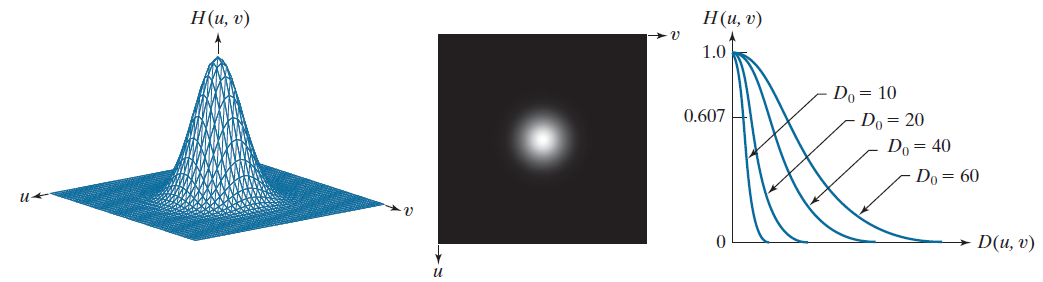 H(u, v)
u
v
v
u
H(u, v)
1.0
0.607
0
D₀ = 10
D₀ = 20
D₀ = 40
D₀ = 60
D(u, v)